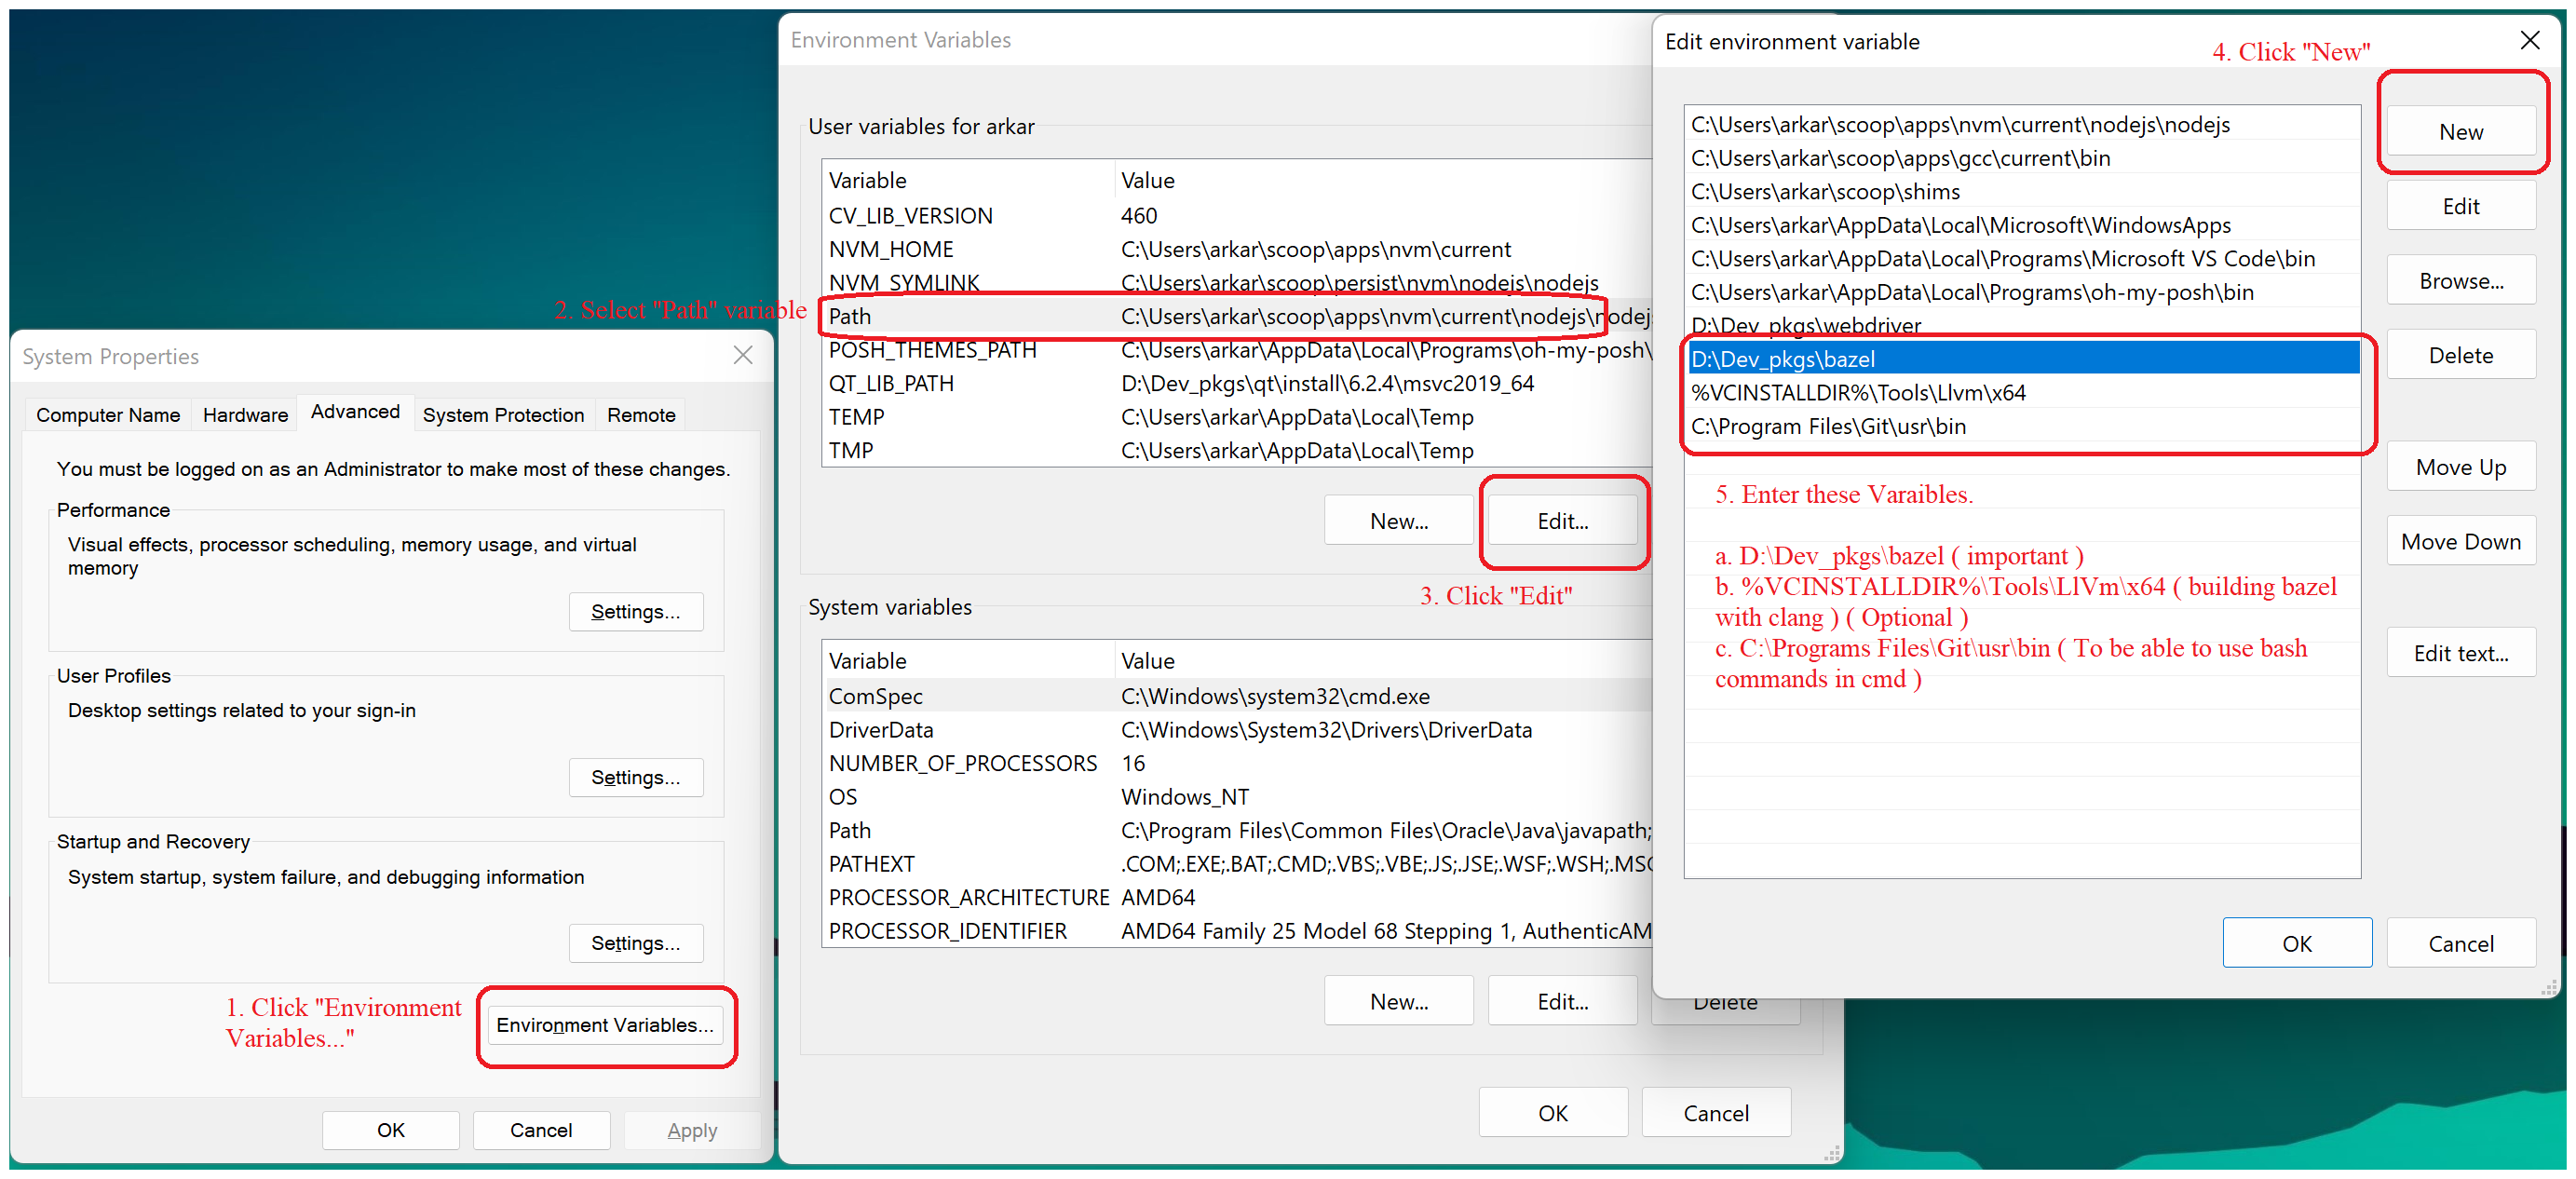 System Properties
Computer Name
Hardware
Advanced
System Protection
Remote
You must be logged on as an Administrator to make most of these changes.
Performance
Visual effects, processor scheduling, memory usage, and virtual
memory
Settings...
User Profiles
Desktop settings related to your sign-in
Settings...
Startup and Recovery
System startup, system failure, and debugging information
Settings...
1. Click "Environment
Variables..."
Environment Variables...
OK
Cancel
Apply
Environment Variables
User variables for arkar
Variable Value
CV_LIB_VERSION 460
NVM_HOME C:\Users\arkar\scoop\apps\nvm\current
NVM_SYMLINK C:\Users\arkar\scoop\persist\nvm\nodejs\nodejs
2. Select "Path" variable
Path C:\Users\arkar\scoop\apps\nvm\current\nodejs\nodejs
POSH_THEMES_PATH C:\Users\arkar\AppData\Local\Programs\oh-my-posh\
QT_LIB_PATH D:\Dev_pkgs\qt\install\6.2.4\msvc2019_64
TEMP C:\Users\arkar\AppData\Local\Temp
TMP C:\Users\arkar\AppData\Local\Temp
New...
Edit...
3. Click "Edit"
System variables
Variable Value
ComSpec C:\Windows\system32\cmd.exe
DriverData C:\Windows\System32\Drivers\DriverData
NUMBER_OF_PROCESSORS 16
OS Windows_NT
Path C:\Program Files\Common Files\Oracle\Java\javapath;
PATHEXT .COM;.EXE;.BAT;.CMD;.VBS;.VBE;.JS;.JSE;.WSF;.WSH;.MSC
PROCESSOR_ARCHITECTURE AMD64
PROCESSOR_IDENTIFIER AMD64 Family 25 Model 68 Stepping 1, AuthenticAM
New...
Edit...
Delete
OK
Cancel
Edit environment variable
4. Click "New"
C:\Users\arkar\scoop\apps\nvm\current\nodejs\nodejs
C:\Users\arkar\scoop\apps\gcc\current\bin
C:\Users\arkar\scoop\shims
C:\Users\arkar\AppData\Local\Microsoft\WindowsApps
C:\Users\arkar\AppData\Local\Programs\Microsoft VS Code\bin
C:\Users\arkar\AppData\Local\Programs\oh-my-posh\bin
D:\Dev_pkgs\webdriver
D:\Dev_pkgs\bazel
%VCINSTALLDIR%\Tools\Llvm\x64
C:\Program Files\Git\usr\bin
5. Enter these Varaibles.
a. D:\Dev_pkgs\bazel ( important )
b. %VCINSTALLDIR%\Tools\LlVm\x64 ( building bazel
with clang ) ( Optional )
c. C:\Programs Files\Git\usr\bin ( To be able to use bash
commands in cmd )
New
Edit
Browse...
Delete
Move Up
Move Down
Edit text...
OK
Cancel